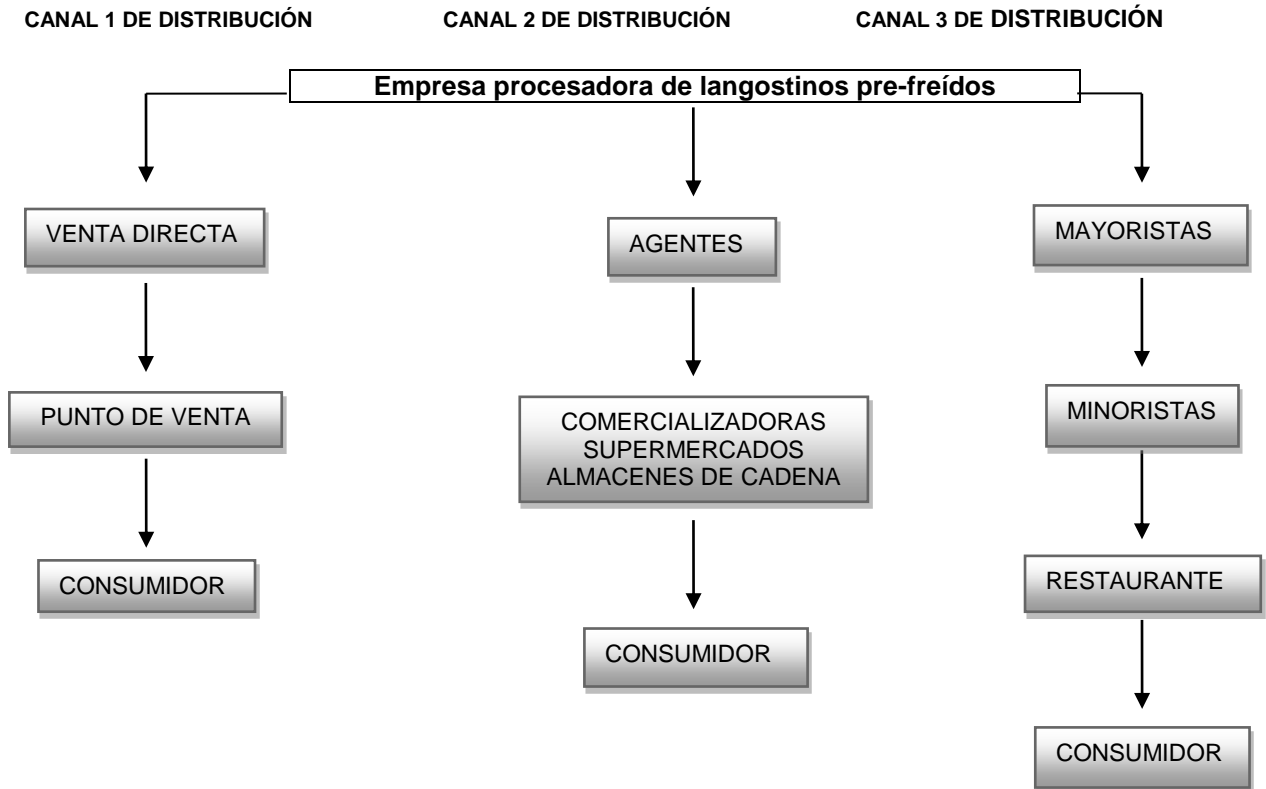 CANAL 1 DE DISTRIBUCIÓN
CANAL 2 DE DISTRIBUCIÓN
CANAL 3 DE DISTRIBUCIÓN
Empresa procesadora de langostinos pre-freídos
VENTA DIRECTA
AGENTES
MAYORISTAS
PUNTO DE VENTA
COMERCIALIZADORAS
SUPERMERCADOS
ALMACENES DE CADENA
MINORISTAS
CONSUMIDOR
CONSUMIDOR
RESTAURANTE
CONSUMIDOR